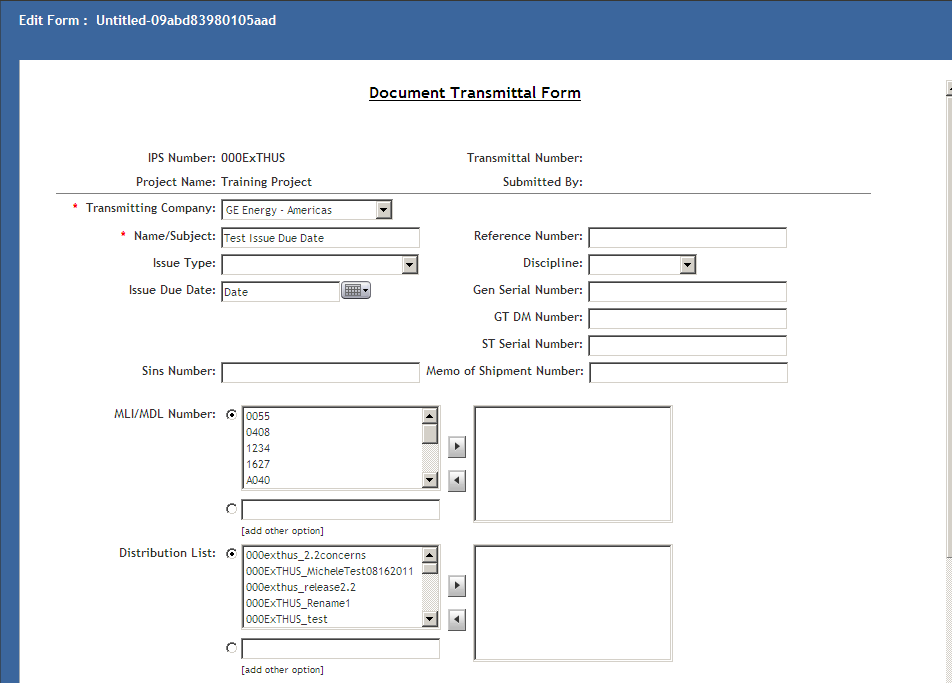 Edit Form :  Untitled-09abd83980105aad
Document Transmittal Form
IPS Number: 000ExTHUS Transmittal Number:
Project Name: Training Project Submitted By:
* Transmitting Company: GE Energy - Americas
* Name/Subject: Test Issue Due Date Reference Number:
Issue Type: Discipline:
Issue Due Date: Date Gen Serial Number:
GT DM Number:
ST Serial Number:
Sins Number: Memo of Shipment Number:
MLI/MDL Number: 0055
0408
1234
1627
A040
[add other option]
Distribution List: 000exthus_2.2concerns
000ExTHUS_MicheleTest08162011
000exthus_release2.2
000ExTHUS_Rename1
000ExTHUS_test
[add other option]